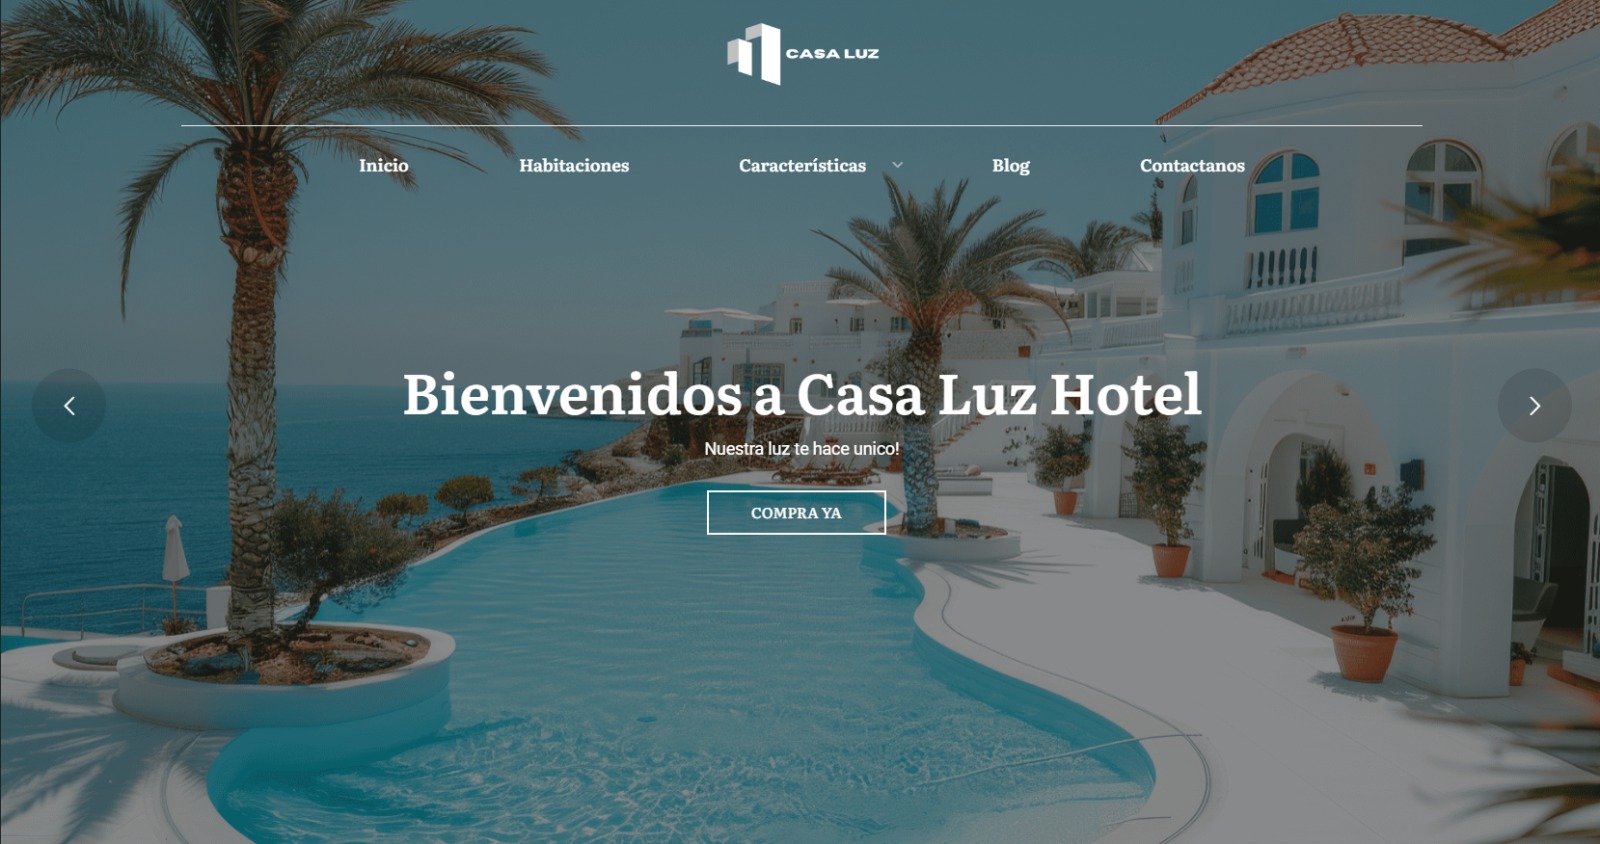 CASA LUZ
Inicio
Habitaciones
Características
Blog
Contactanos
Bienvenidos a Casa Luz Hotel
Nuestra luz te hace unico!
COMPRA YA